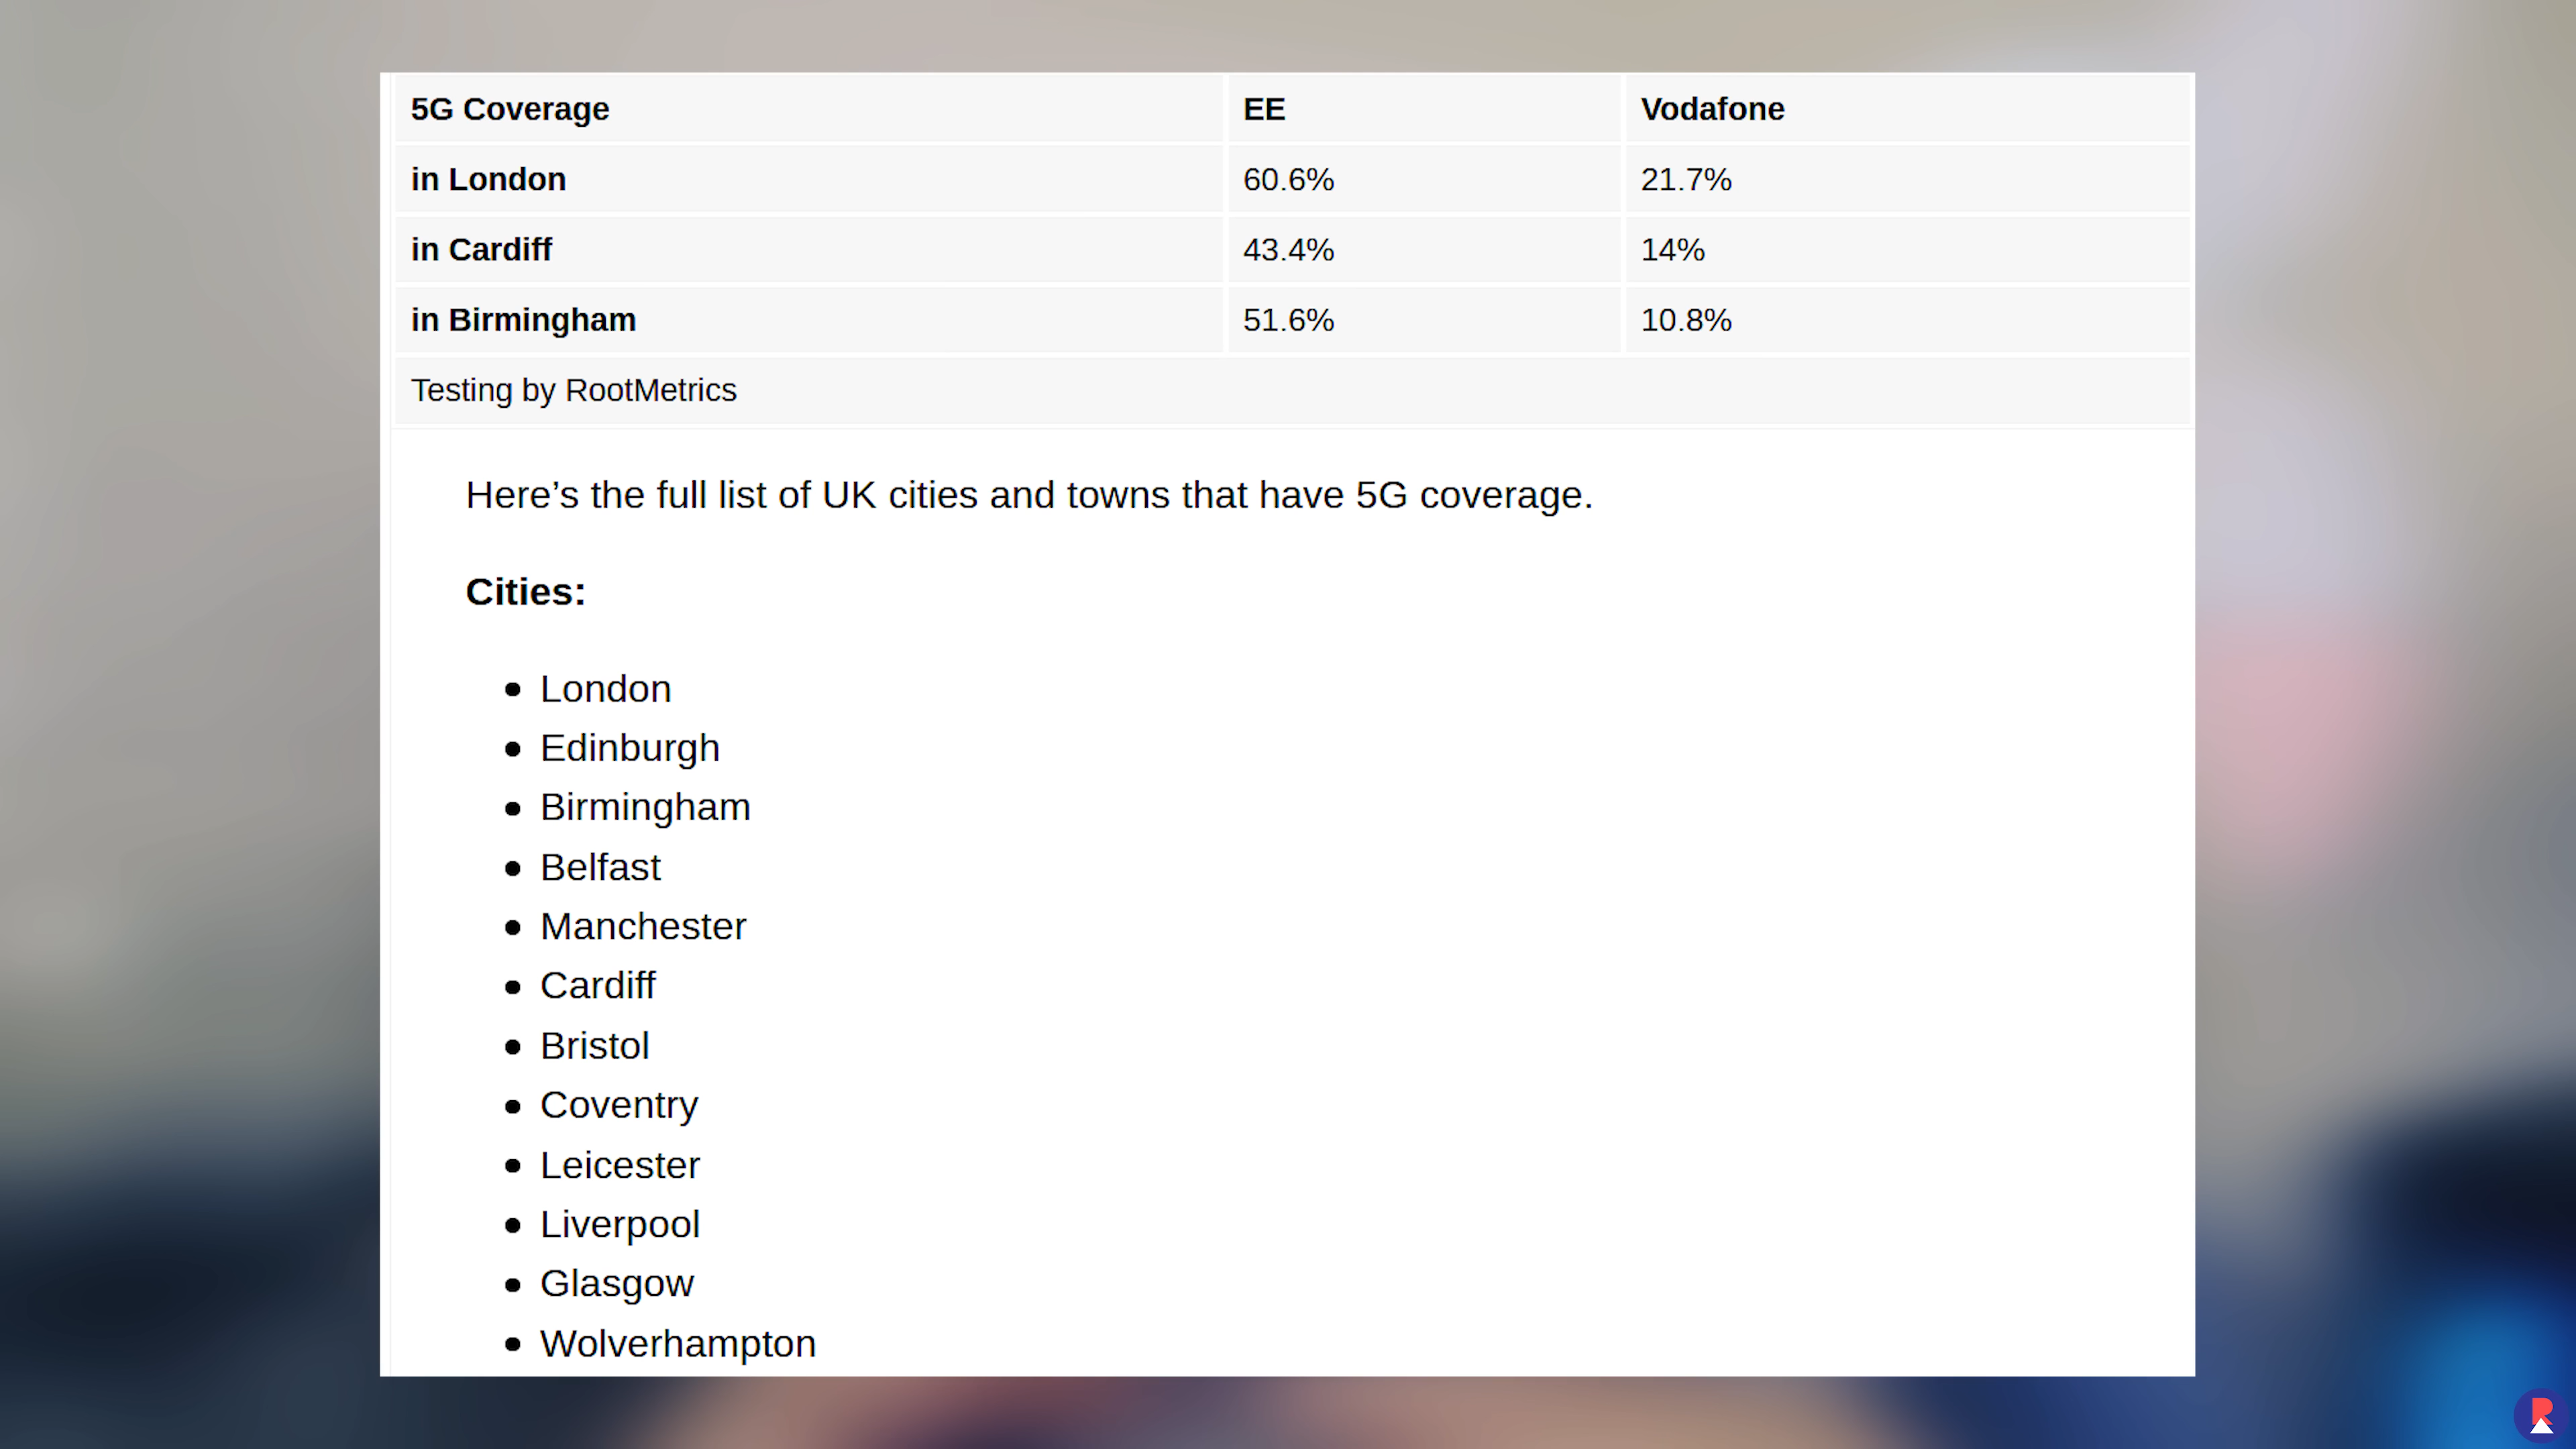 5G Coverage EE Vodafone
in London 60.6% 21.7%
in Cardiff 43.4% 14%
in Birmingham 51.6% 10.8%
Testing by RootMetrics
Here’s the full list of UK cities and towns that have 5G coverage.
Cities:
• London
• Edinburgh
• Birmingham
• Belfast
• Manchester
• Cardiff
• Bristol
• Coventry
• Leicester
• Liverpool
• Glasgow
• Wolverhampton
R